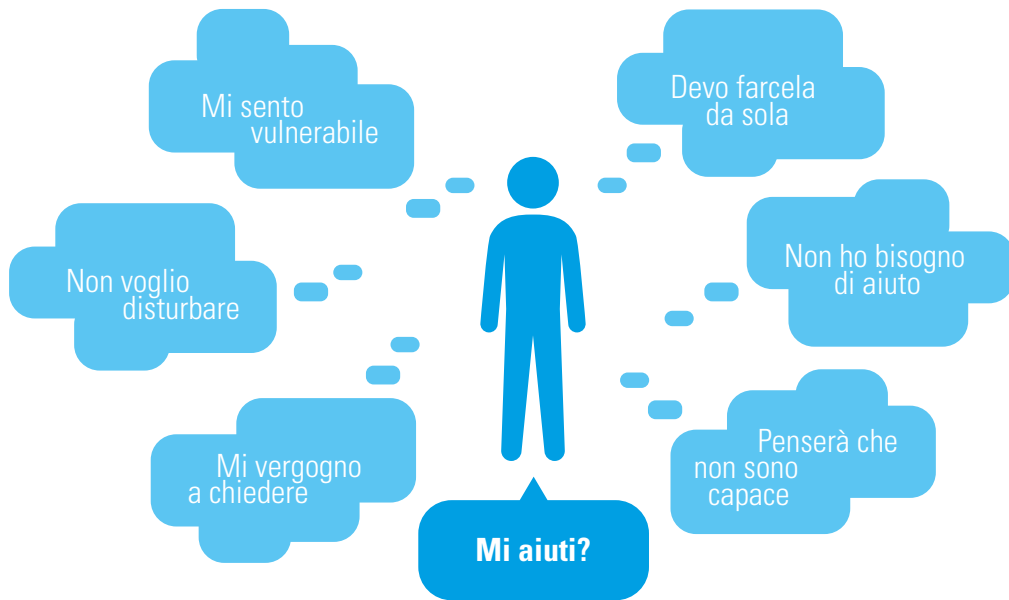 Mi sento
vulnerabile
Devo farcela
da sola
Non voglio
disturbare
Non ho bisogno
di aiuto
Mi vergogno
a chiedere
Penserà che
non sono
capace
Mi aiuti?